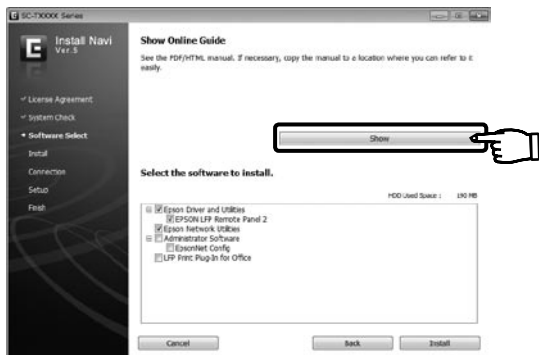 SC-TXXXX Series
Install Navi
Ver.5
License Agreement
System Check
Software Select
Install
Connection
Setup
Finish
Show Online Guide
See the PDF/HTML manual. If necessary, copy the manual to a location where you can refer to it
easily.
Show
Select the software to install.
HDD Used Space : 190 MB
Epson Driver and Utilities
EPSON LFP Remote Panel 2
Epson Network Utilities
Administrator Software
EpsonNet Config
LFP Print Plug-In for Office
Cancel
Back
Install